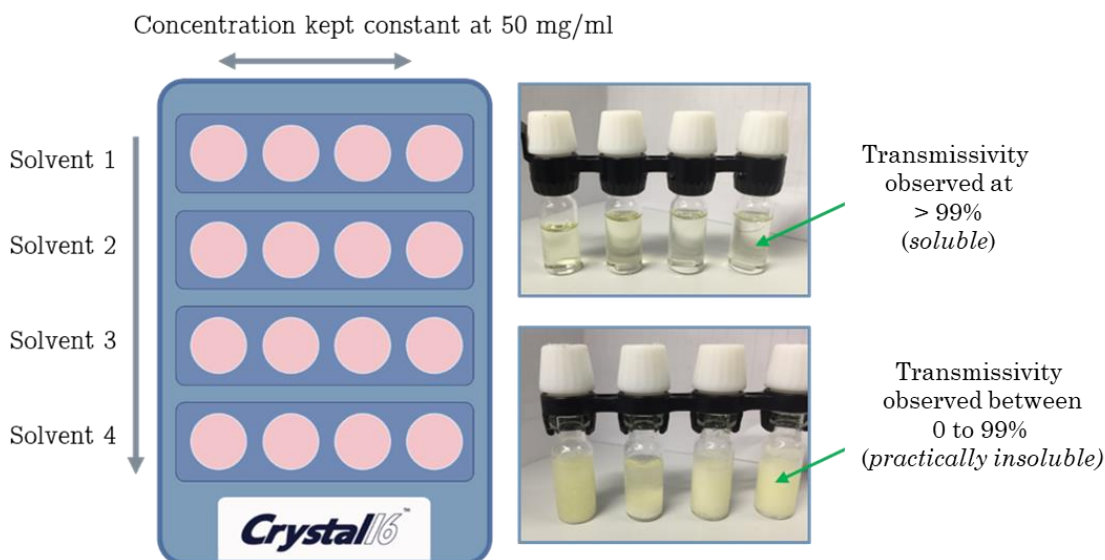 Concentration kept constant at 50 mg/ml
Solvent 1
Solvent 2
Solvent 3
Solvent 4
Crystal16™
Transmissivity
observed at
> 99%
(soluble)
Transmissivity
observed between
0 to 99%
(practically insoluble)